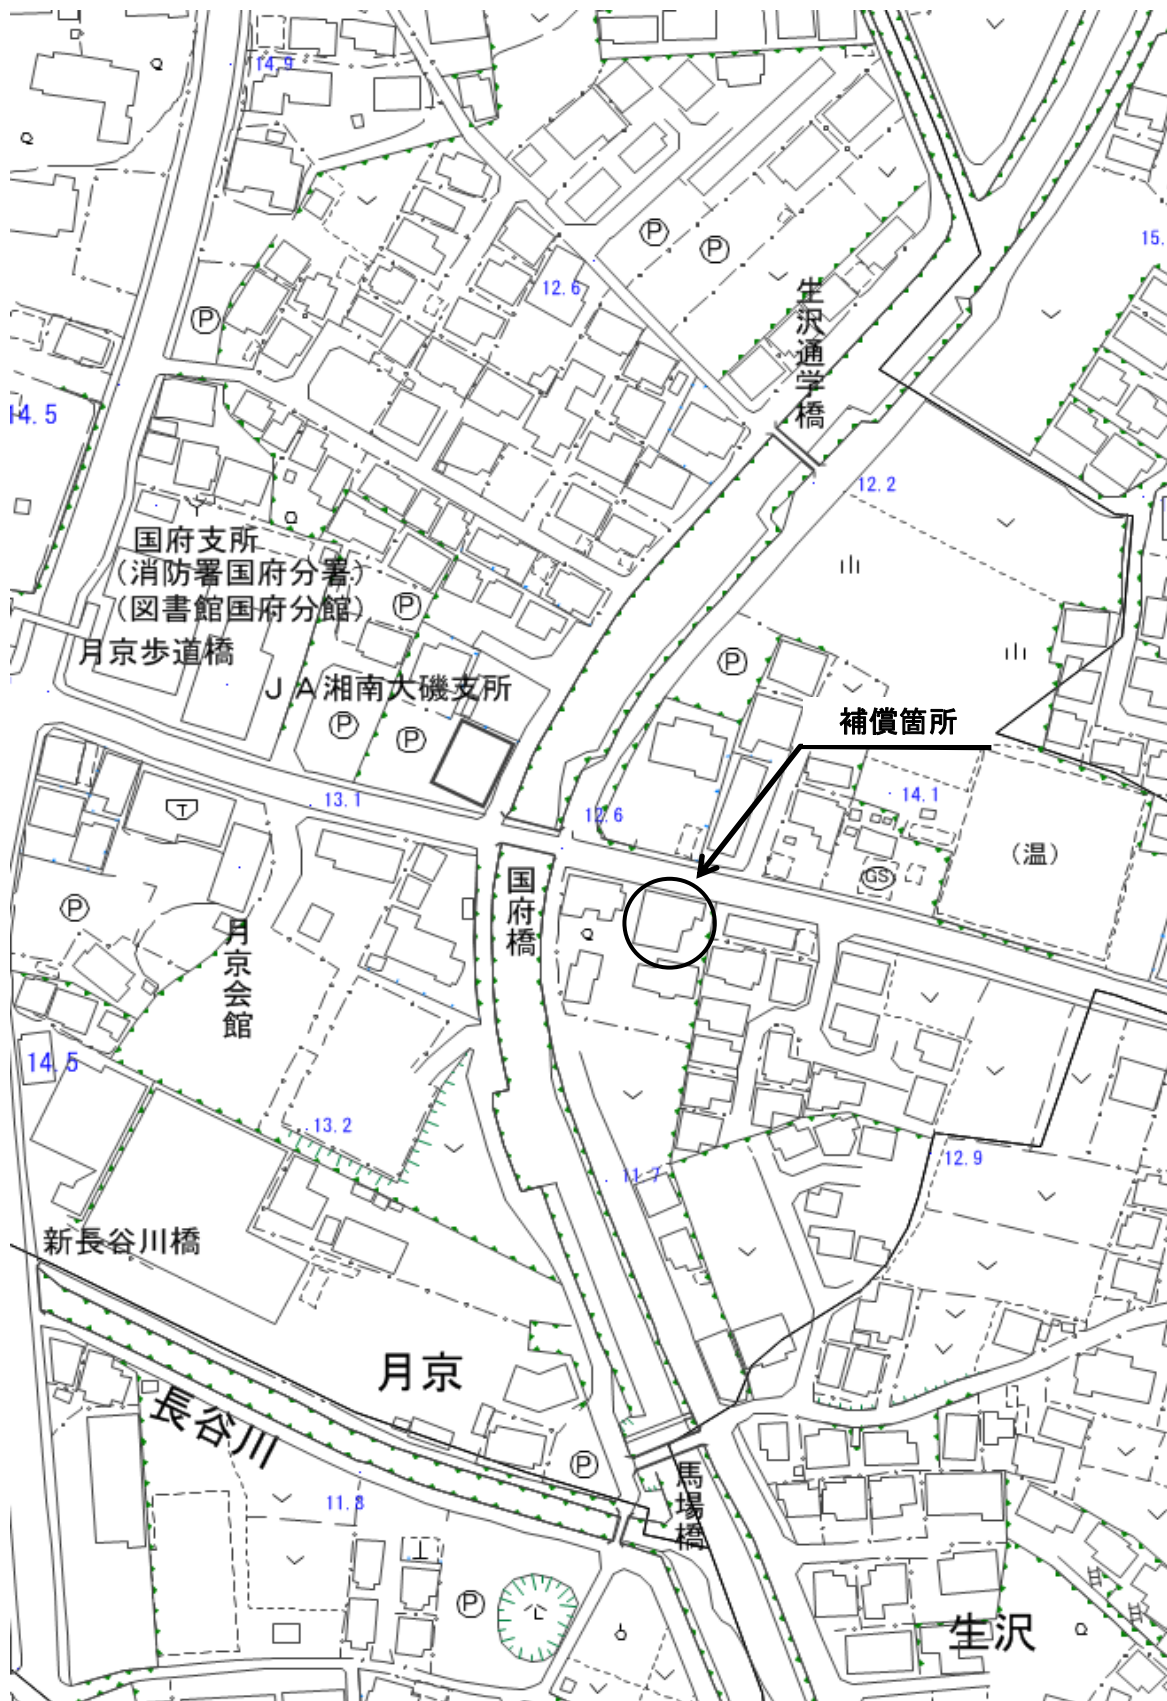 14.9
P
P
15.
12.6
生沢通学橋
P
14.5
12.2
国府支所
(消防署国府分署)
(図書館国府分館)
P
月京歩道橋
P
JA湘南大磯支所
補償箇所
P
P
13.1
12.6
14.1
T
(温)
GS
国府橋
P
月京会館
14.5
13.2
11.7
12.9
新長谷川橋
月京
長谷川
P
馬場橋
11.8
P
生沢